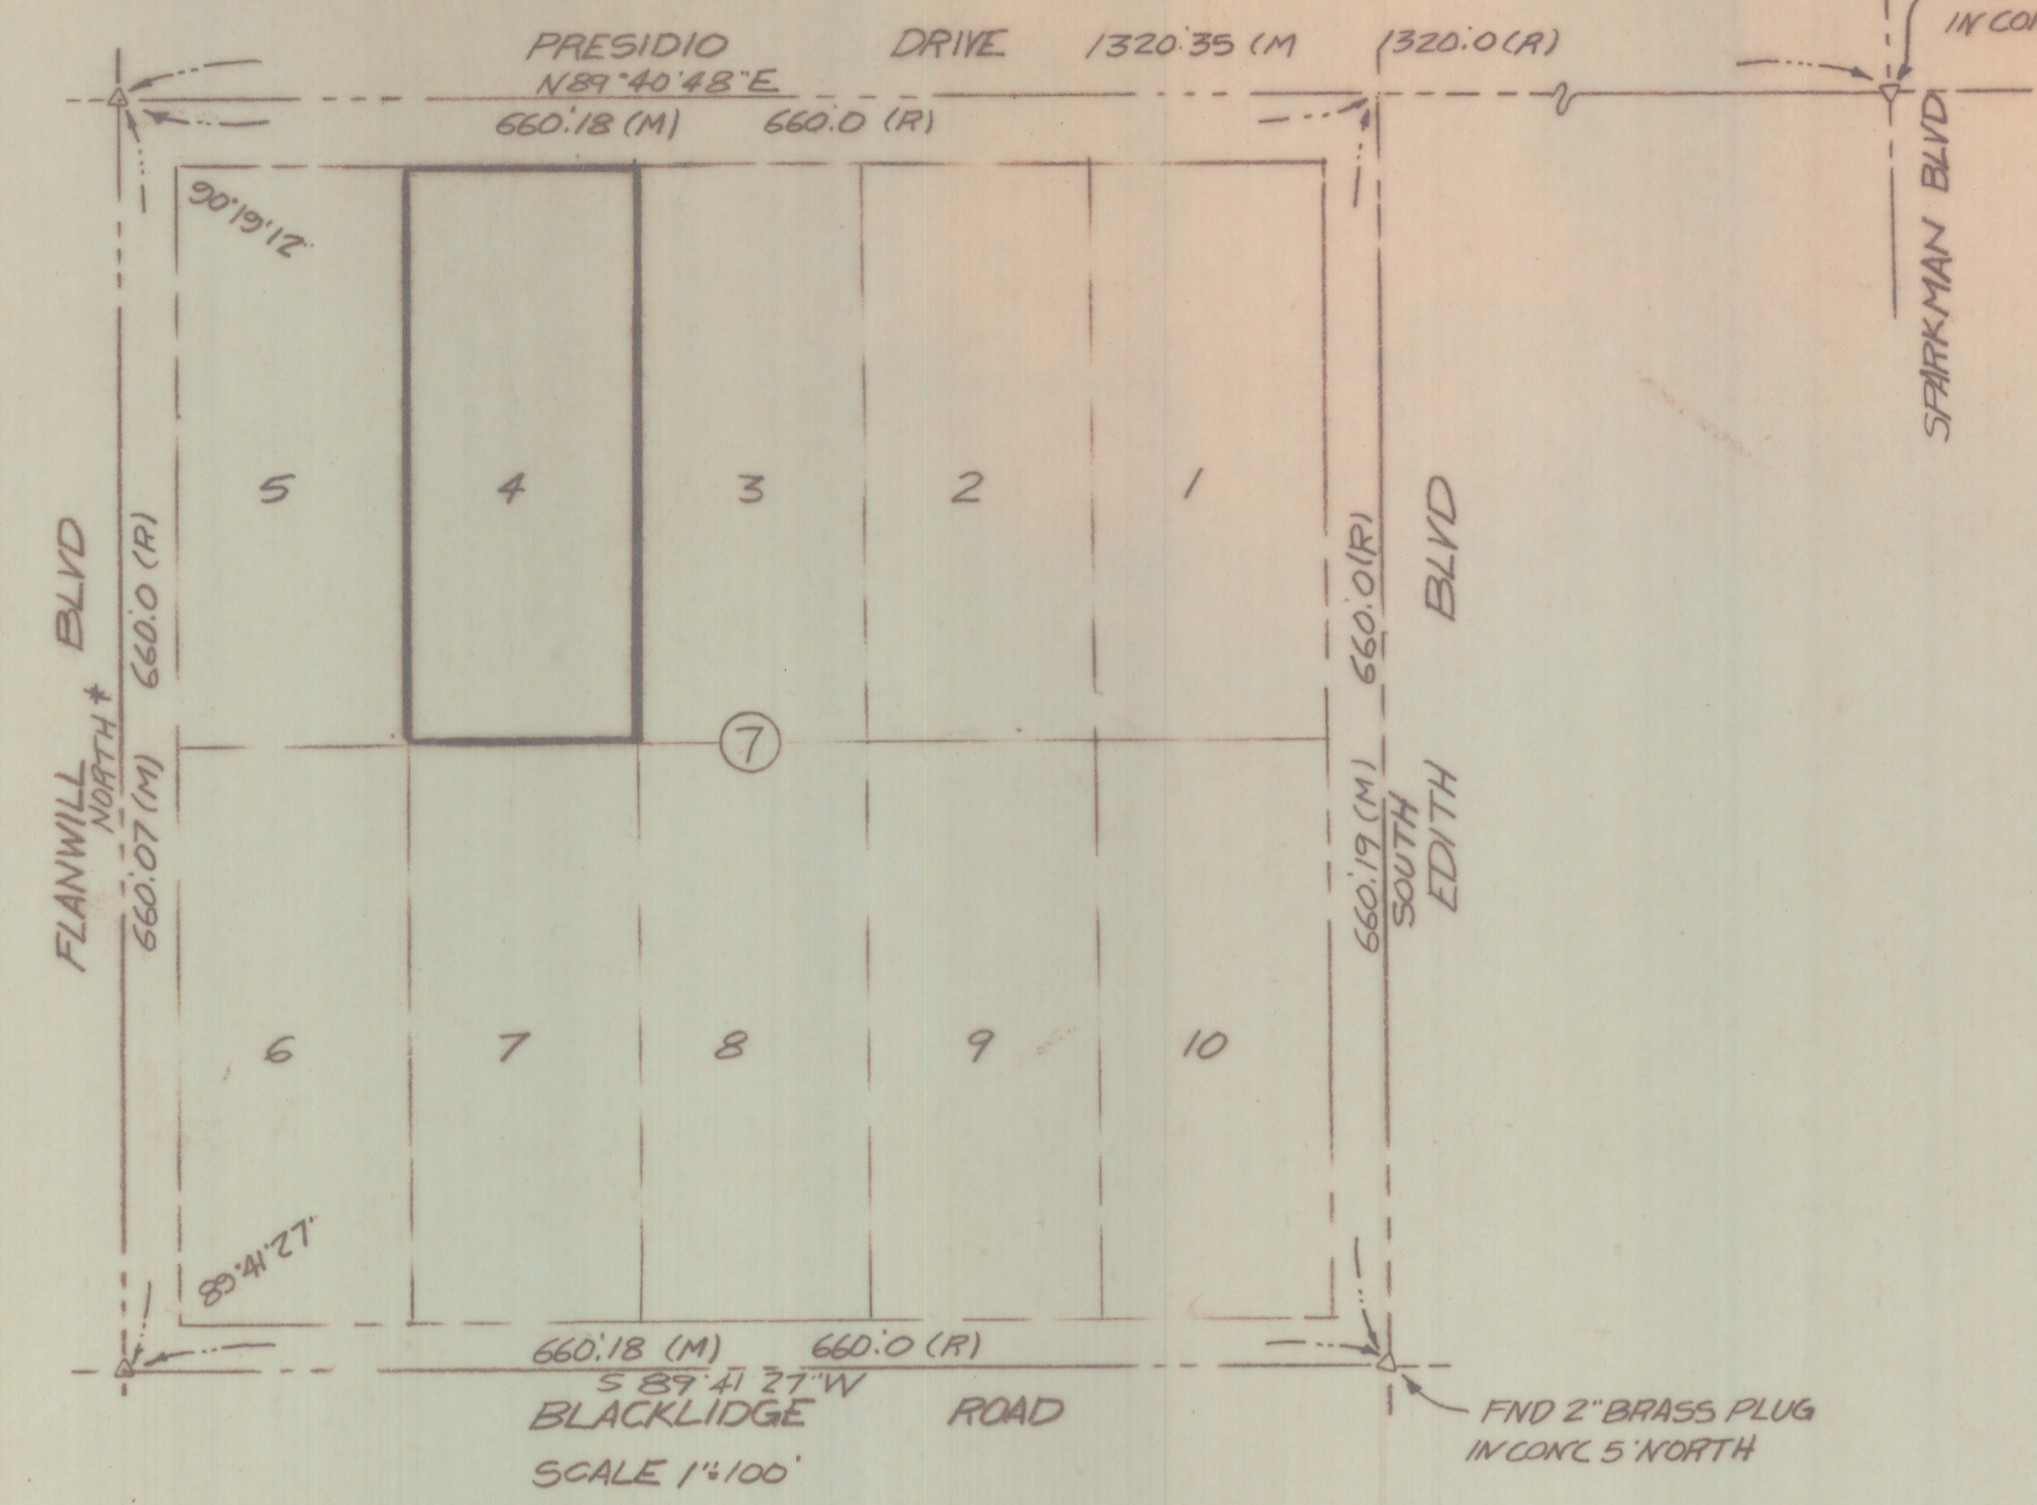 PRESIDIO DRIVE 1320.35 (M 1320.0 (R)
IN CON
N89°40'48"E
660.18 (M) 660.0 (R)
90°19'12"
SPARKMAN BLVD
5 4 3 2 1
FLANWILL BLVD
NORTH *
660.07 (M) 660.0 (R)
7
660.19 (M) 660.0 (R)
SOUTH
EDITH BLVD
6 7 8 9 10
89°41'27"
660.18 (M) 660.0 (R)
S 89°41'27"W
BLACKLIDGE ROAD
SCALE 1"=100'
FND 2" BRASS PLUG
IN CONC 5' NORTH